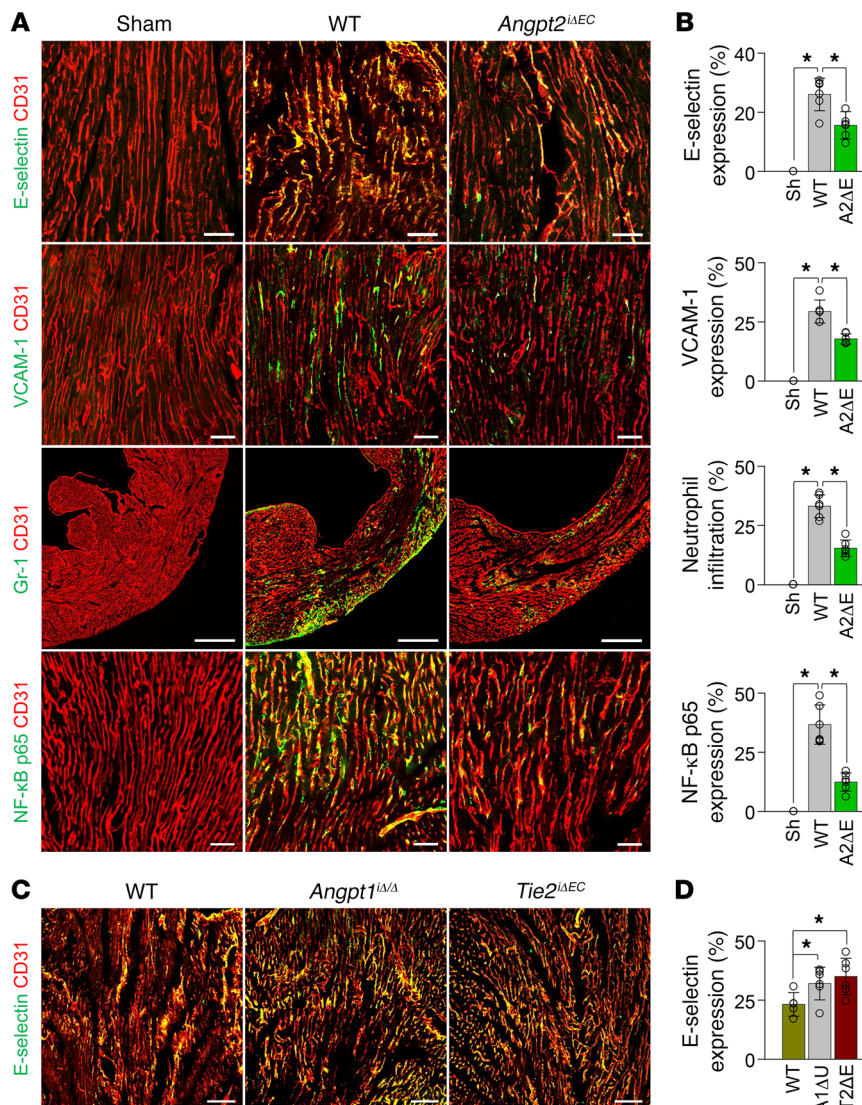 A
Sham
WT
Angpt2iΔEC
E-selectin CD31
VCAM-1 CD31
Gr-1 CD31
NF-κB p65 CD31
B
E-selectin
expression (%)
40
20
0
* *
Sh
WT
A2ΔE
VCAM-1
expression (%)
50
25
0
* *
Sh
WT
A2ΔE
Neutrophil
infiltration (%)
50
25
0
* *
Sh
WT
A2ΔE
NF-κB p65
expression (%)
50
25
0
* *
Sh
WT
A2ΔE
C
WT
Angpt1iΔ/Δ
Tie2iΔEC
E-selectin CD31
D
E-selectin
expression (%)
50
25
0
*
*
WT
A1ΔU
T2ΔE